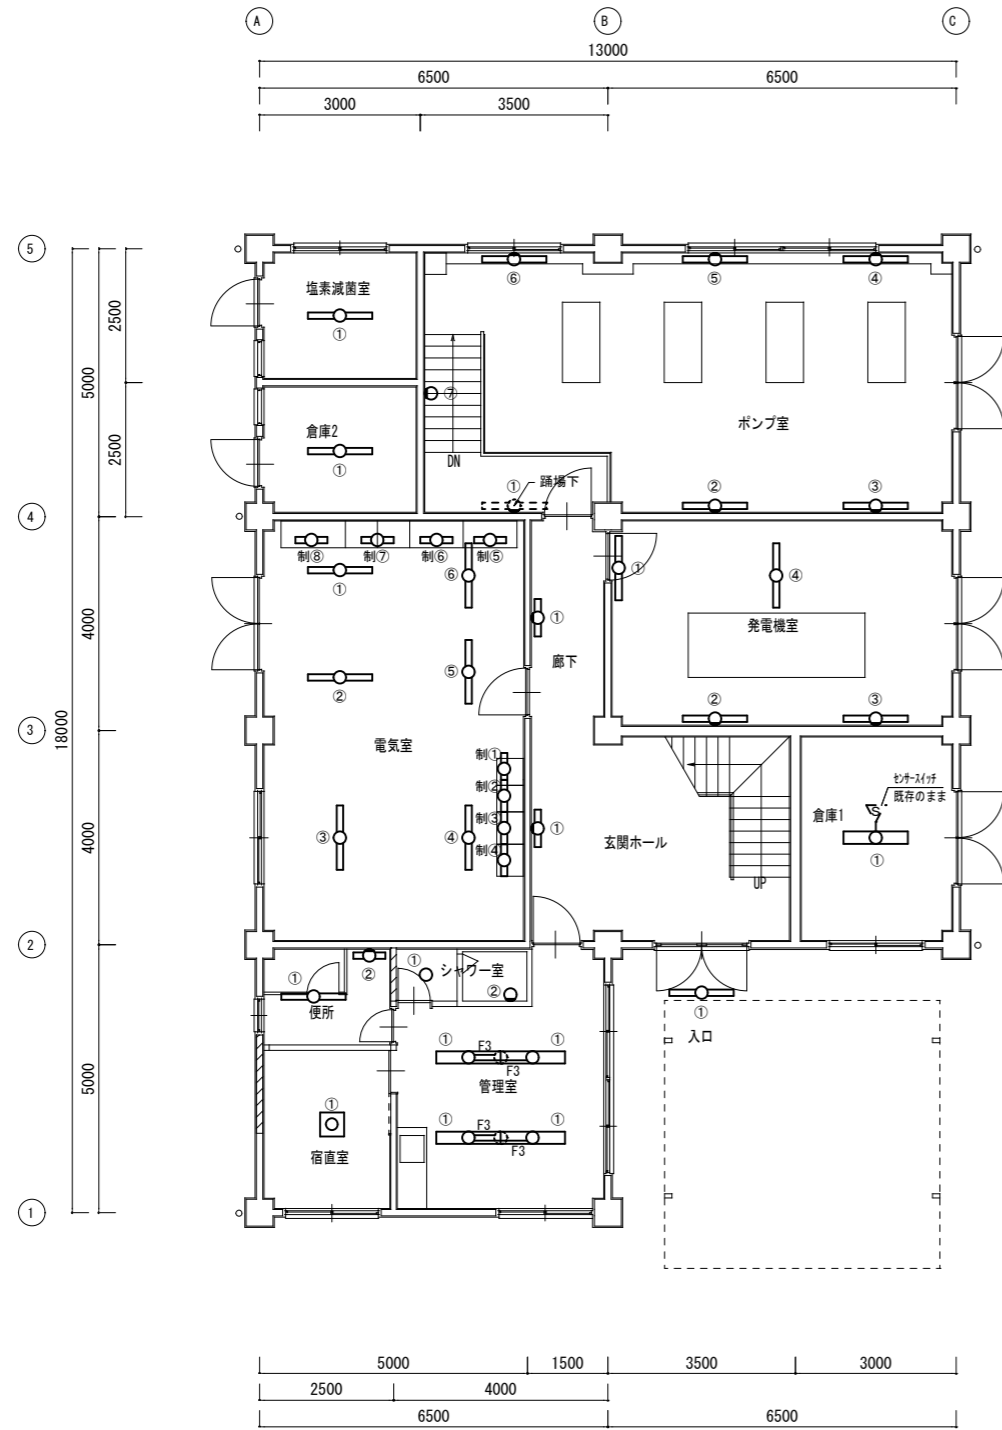 A
B
C
13000
6500
6500
3000
3500
5
塩素滅菌室
①
⑥
⑤
④
2500
5000
2500
倉庫2
①
⑦
DN
ポンプ室
①
踊場下
②
③
4
制⑧
制⑦
制⑥
制⑤
①
⑥
①
④
発電機室
4000
①
廊下
②
⑤
②
③
3
18000
電気室
制①
制②
制③
制④
センサースイッチ
既存のまま
S
倉庫1
①
4000
③
④
①
玄関ホール
UP
2
①
②
①
シャワー室
②
便所
①
入口
①
F3
①
F3
管理室
5000
①
宿直室
①
F3
①
F3
1
5000
1500
3500
3000
2500
4000
6500
6500